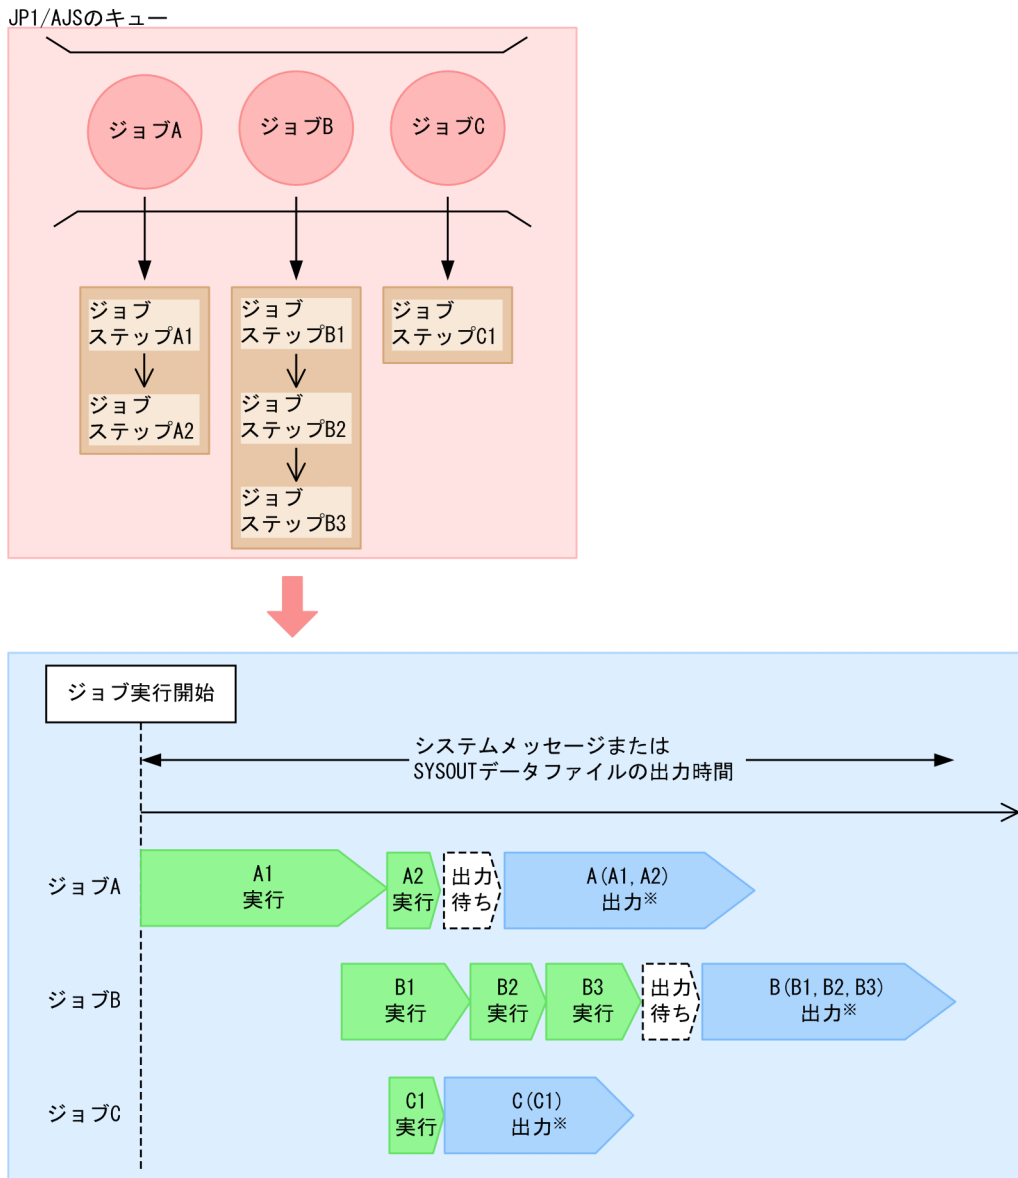 JP1/AJSのキュー
ジョブA
ジョブB
ジョブC
ジョブ
ステップA1
ジョブ
ステップA2
ジョブ
ステップB1
ジョブ
ステップB2
ジョブ
ステップB3
ジョブ
ステップC1
ジョブ実行開始
システムメッセージまたは
SYSOUTデータファイルの出力時間
ジョブA
A1
実行
A2
実行
出力
待ち
A(A1,A2)
出力※
ジョブB
B1
実行
B2
実行
B3
実行
出力
待ち
B(B1,B2,B3)
出力※
ジョブC
C1
実行
C(C1)
出力※